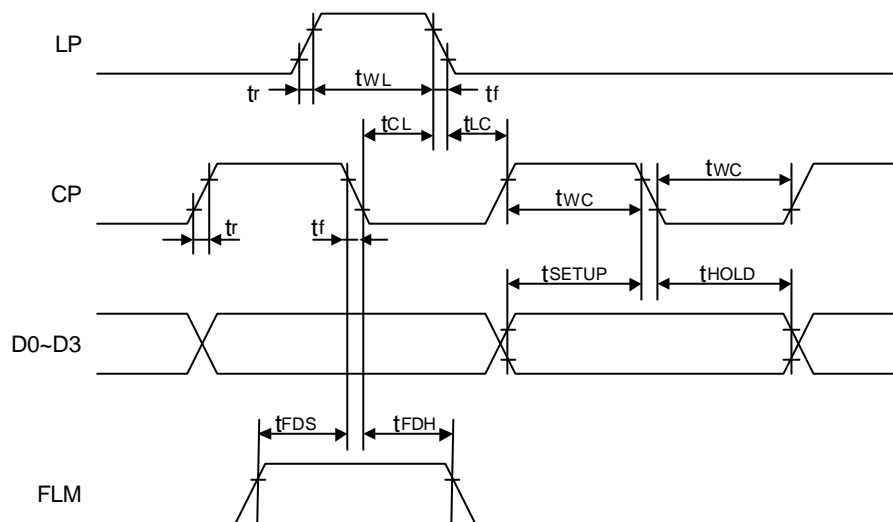 LP
tr
tWL
tf
tCL
tLC
CP
tWC
tWC
tr
tf
tSETUP
tHOLD
D0~D3
tFDS
tFDH
FLM